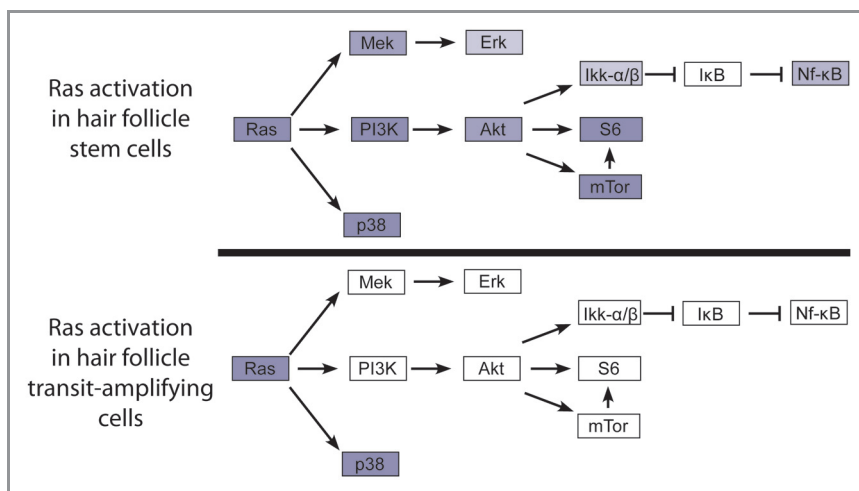 Mek Erk
Ikk-α/β IκB Nf-κB
Ras activation
in hair follicle
stem cells
Ras PI3K Akt S6
mTor
p38
Mek Erk
Ikk-α/β IκB Nf-κB
Ras activation
in hair follicle
transit-amplifying
cells
Ras PI3K Akt S6
mTor
p38